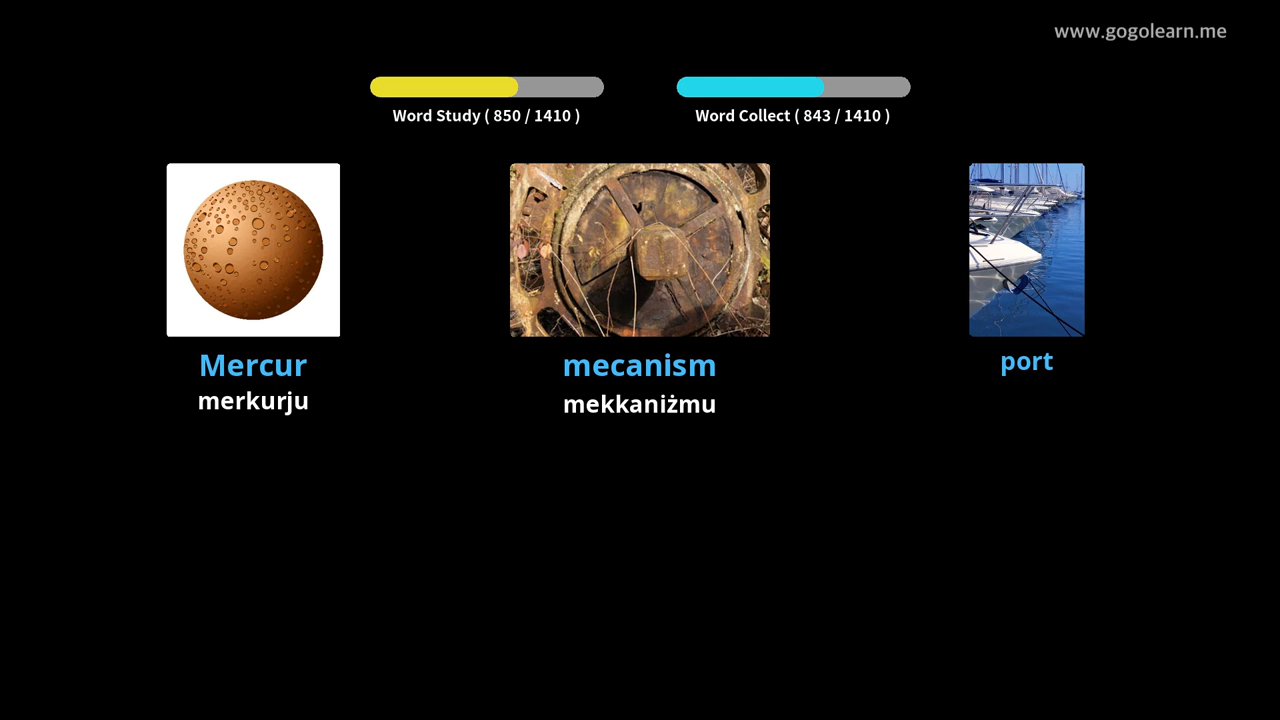 www.gogolearn.me
Word Study ( 850 / 1410 )
Word Collect ( 843 / 1410 )
Mercur
merkurju
mecanism
mekkaniżmu
port